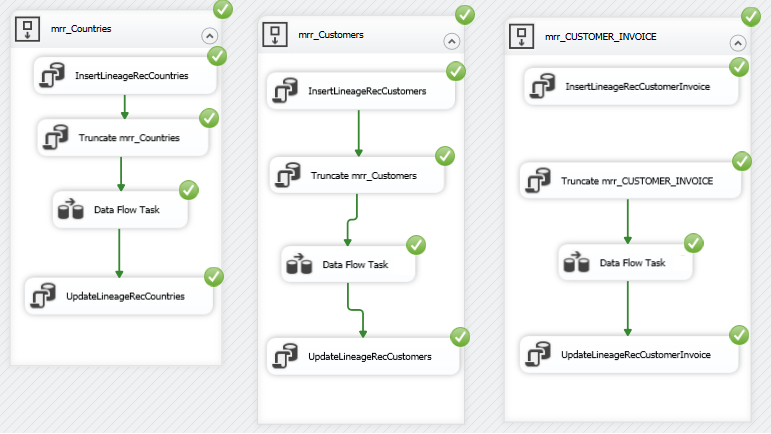 mrr_Countries
InsertLineageRecCountries
Truncate mrr_Countries
Data Flow Task
UpdateLineageRecCountries
mrr_Customers
InsertLineageRecCustomers
Truncate mrr_Customers
Data Flow Task
UpdateLineageRecCustomers
mrr_CUSTOMER_INVOICE
InsertLineageRecCustomerInvoice
Truncate mrr_CUSTOMER_INVOICE
Data Flow Task
UpdateLineageRecCustomerInvoice